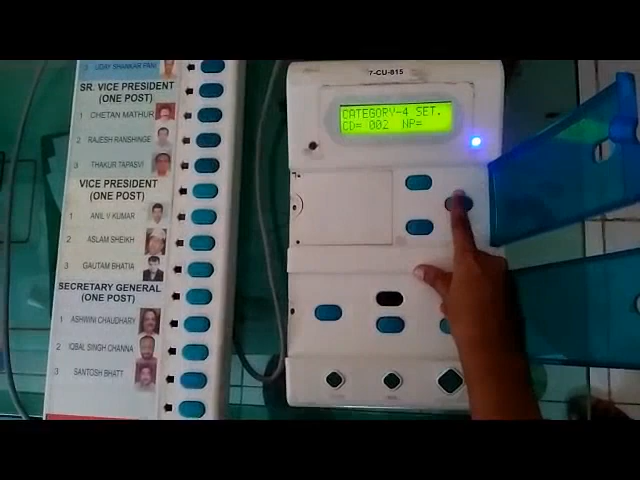 3 UDAY SHANKAR PANI
SR. VICE PRESIDENT
(ONE POST)
1 CHETAN MATHUR
2 RAJESH RANSHINGE
3 THAKUR TAPASVI
VICE PRESIDENT
(ONE POST)
1 ANIL V KUMAR
2 ASLAM SHEIKH
3 GAUTAM BHATIA
SECRETARY GENERAL
(ONE POST)
1 ASHWINI CHAUDHARY
2 IQBAL SINGH CHANNA
3 SANTOSH BHATT
7-CU-815
CATEGORY-4 SET.
CD= 002 NP=